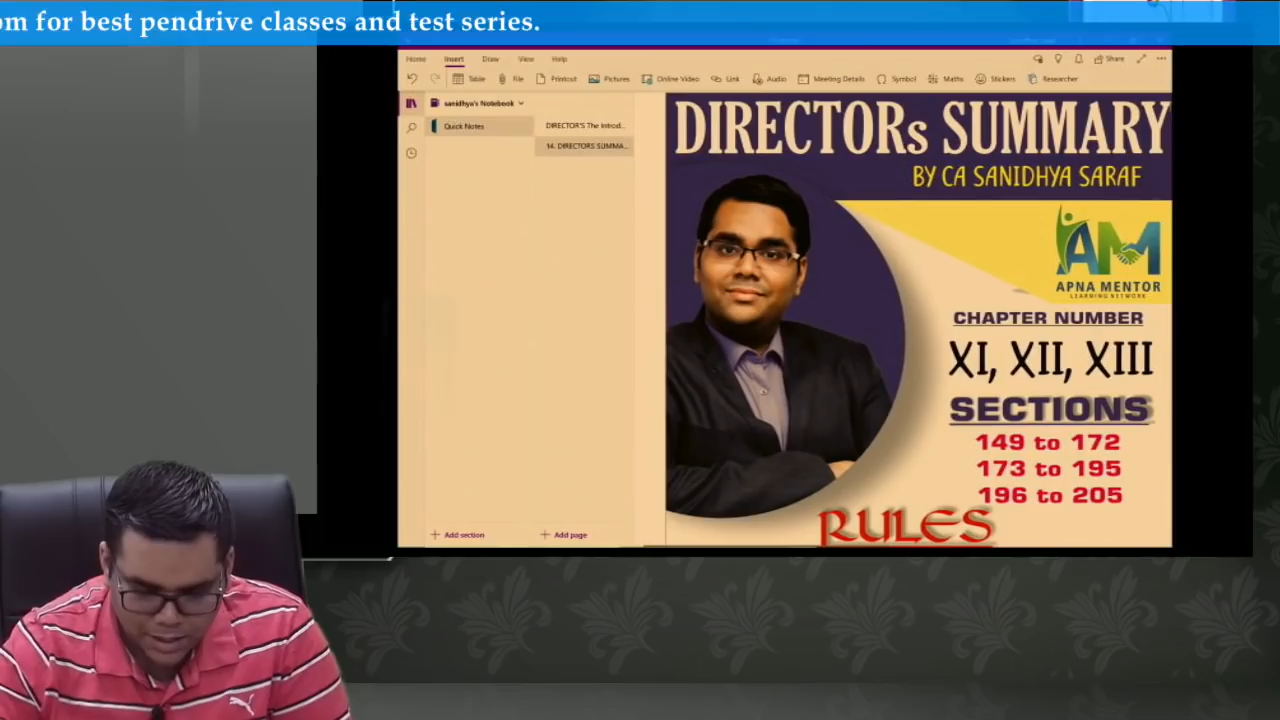 om for best pendrive classes and test series.
Home Insert Draw View Help
Share
Table File Printout Pictures Online Video Link Audio Meeting Details Symbol Maths Stickers Researcher
sanidhya's Notebook
Quick Notes
DIRECTOR'S The Introd...
14. DIRECTORS SUMMA...
DIRECTORs SUMMARY
BY CA SANIDHYA SARAF
AM
APNA MENTOR
LEARNING NETWORK
CHAPTER NUMBER
XI, XII, XIII
SECTIONS
149 to 172
173 to 195
196 to 205
RULES
Add section
Add page